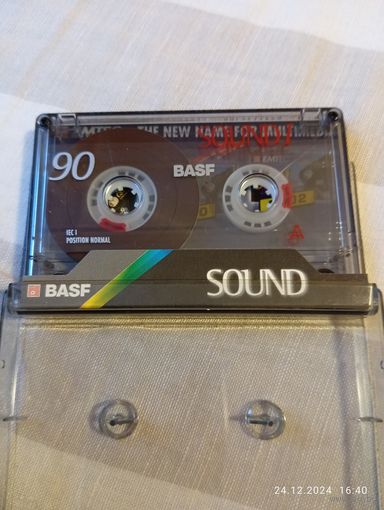 EMTEC - THE NEW NAME FOR MULTIMEDIA
SOUND I
90
BASF
EMTEC
IEC I
POSITION NORMAL
A
BASF
SOUND
24.12.2024 16:40